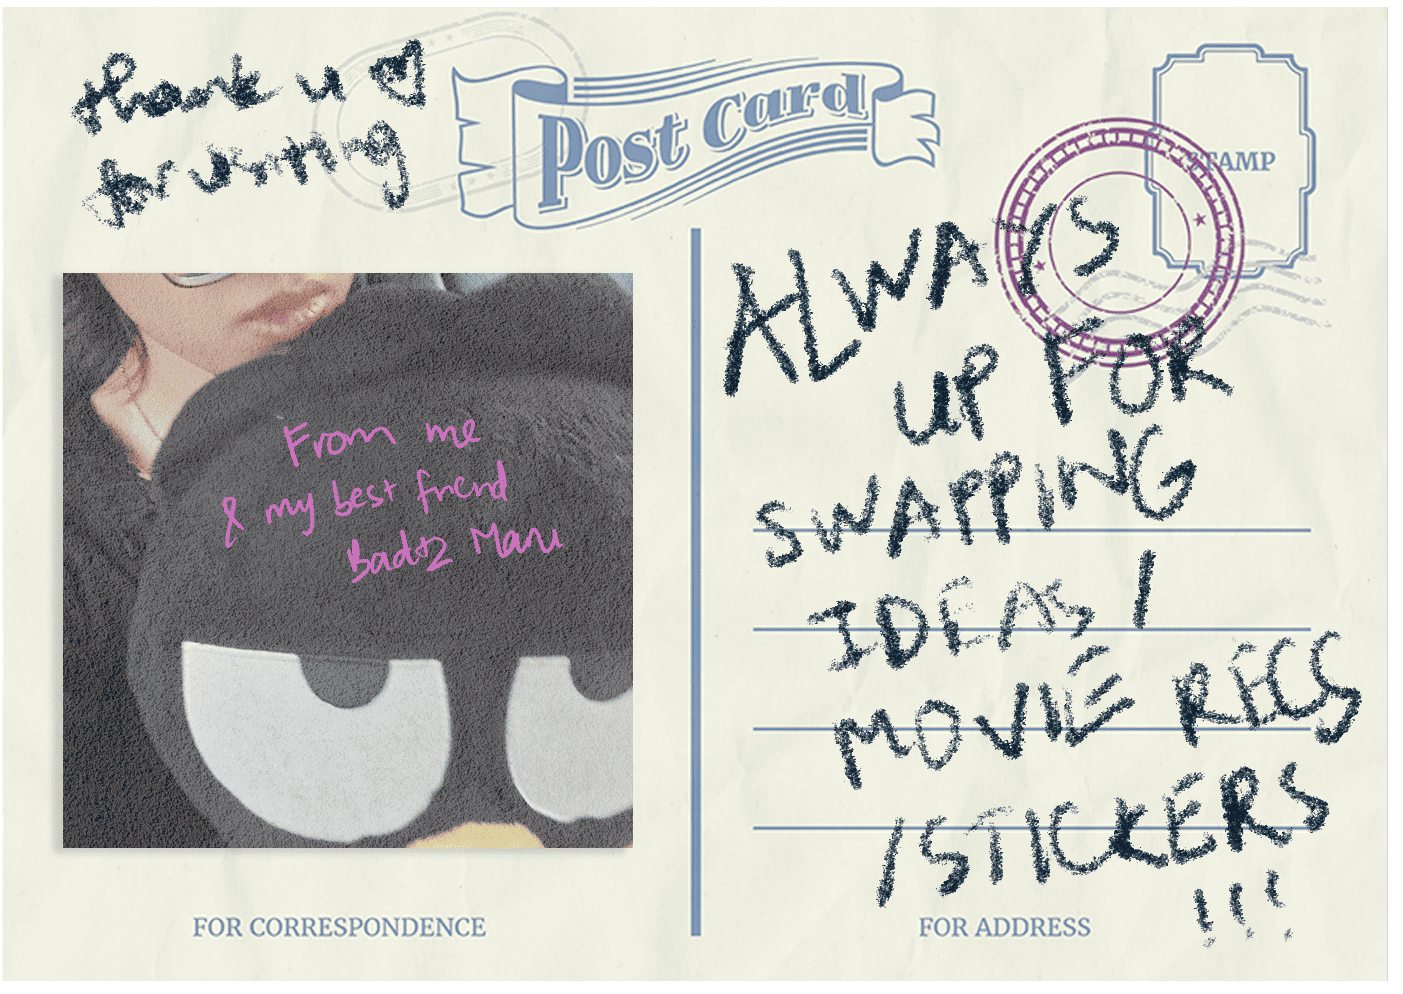 thank u
for writing
Post Card
STAMP
From me
& my best friend
Badtz Maru
ALWAYS
UP FOR
SWAPPING
IDEAS /
MOVIE RECS
/STICKERS
!!!
FOR CORRESPONDENCE
FOR ADDRESS